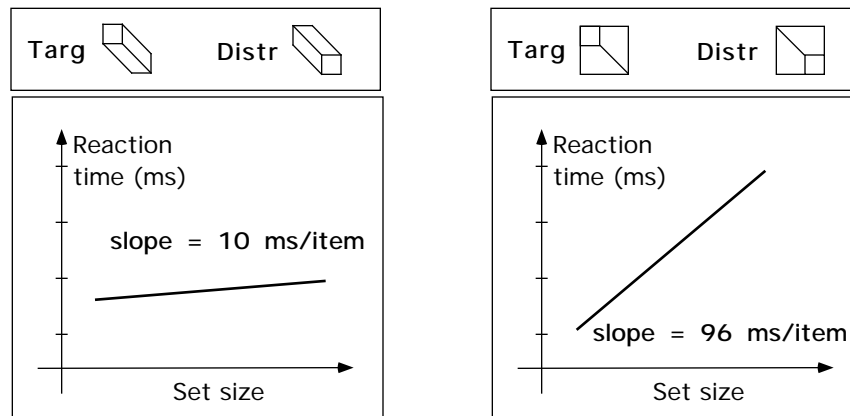 Targ Distr
Reaction
time (ms)
slope = 10 ms/item
Set size
Targ Distr
Reaction
time (ms)
slope = 96 ms/item
Set size